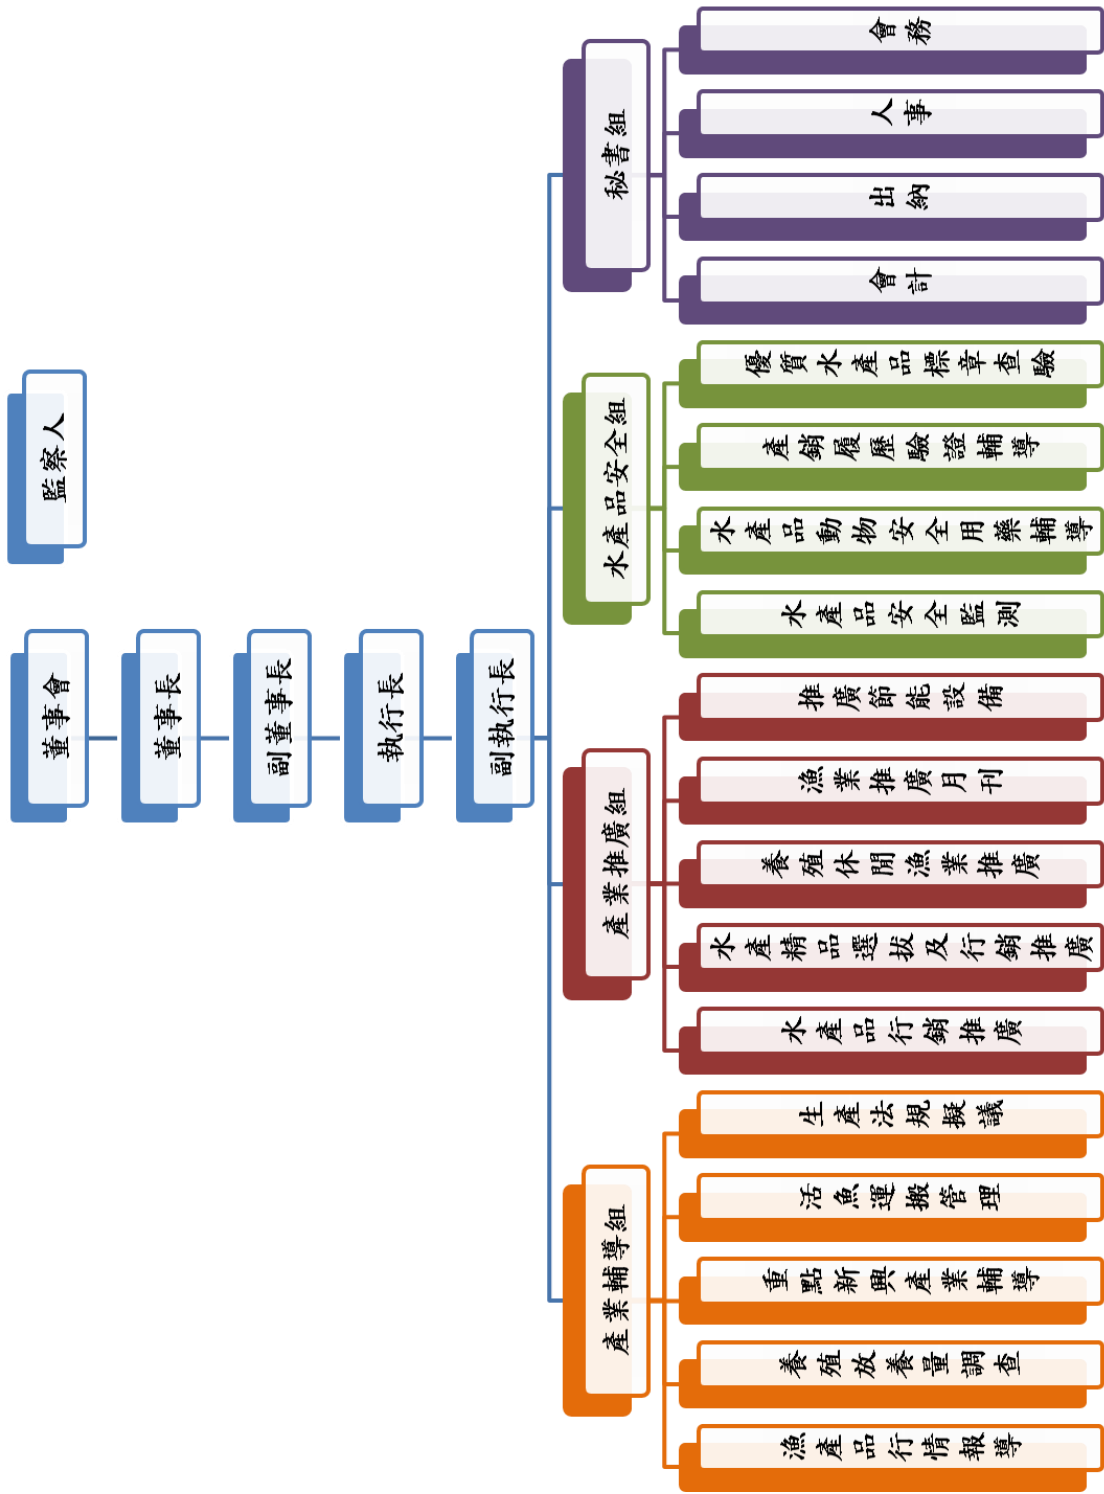 董事會
監察人
董事長
副董事長
執行長
副執行長
產業輔導組
漁產品行情報導
養殖放養量調查
重點新興產業輔導
活魚運搬管理
生產法規擬議
產業推廣組
水產品行銷推廣
水產精品選拔及行銷推廣
養殖休閒漁業推廣
漁業推廣月刊
推廣節能設備
水產品安全組
水產品安全監測
水產品動物安全用藥輔導
產銷履歷驗證輔導
優質水產品標章查驗
秘書組
會計
出納
人事
會務